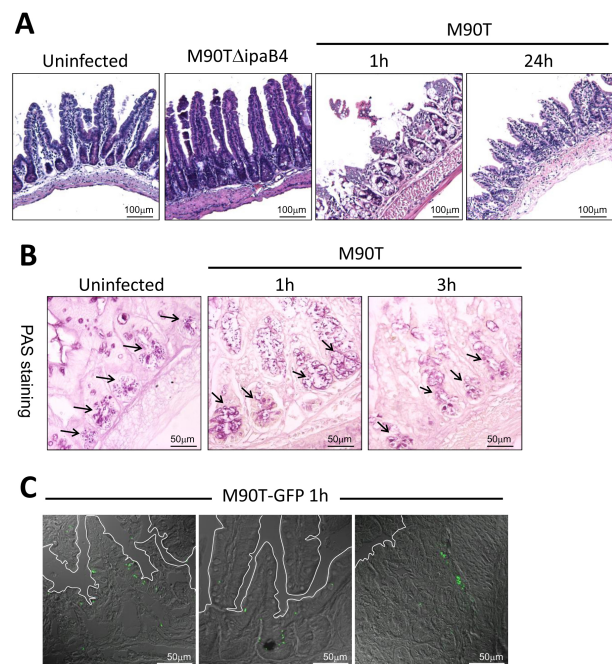 A
M90T
Uninfected
M90TΔipaB4
1h
24h
100µm
100µm
100µm
100µm
B
M90T
Uninfected
1h
3h
PAS staining
50µm
50µm
50µm
C
M90T-GFP 1h
50µm
50µm
50µm